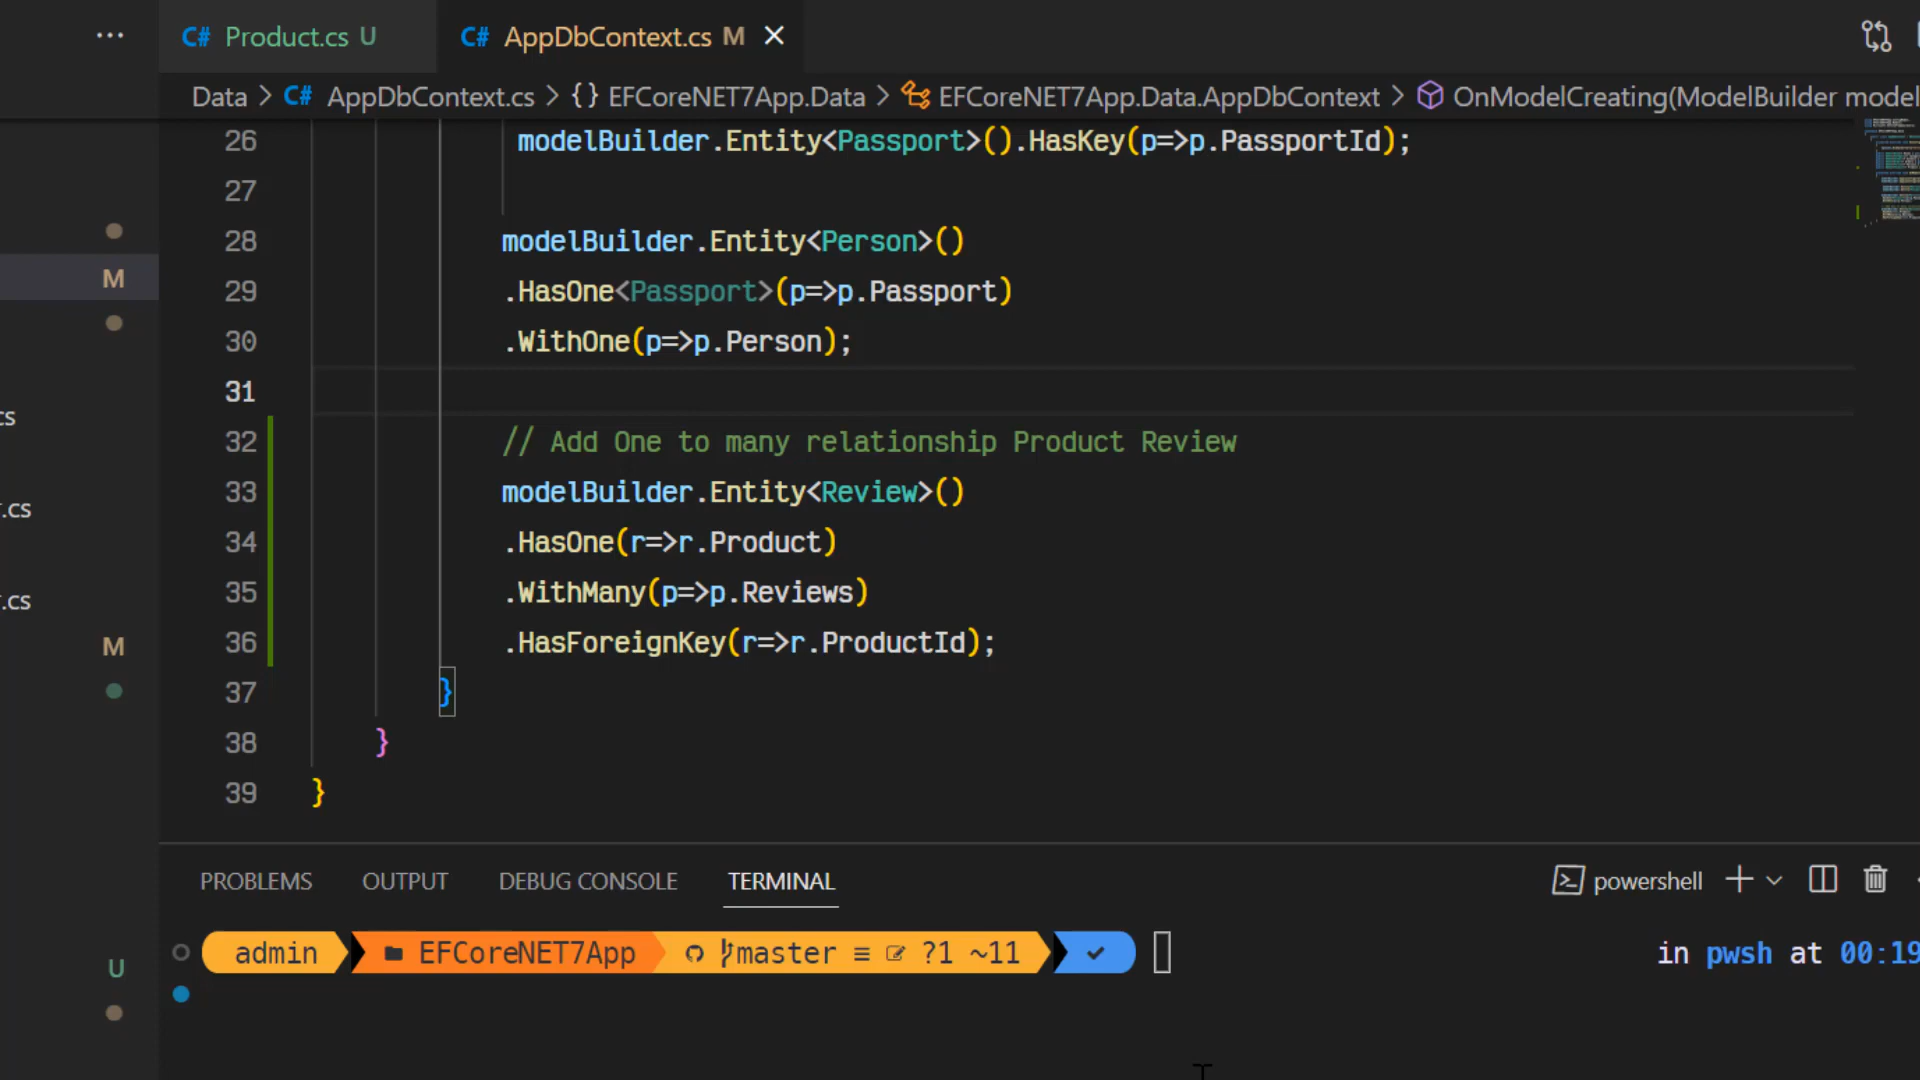 ··· C# Product.cs U C# AppDbContext.cs M
Data > C# AppDbContext.cs > {} EFCoreNET7App.Data > EFCoreNET7App.Data.AppDbContext > OnModelCreating(ModelBuilder model
26 modelBuilder.Entity<Passport>().HasKey(p=>p.PassportId);
27
28 modelBuilder.Entity<Person>()
29 .HasOne<Passport>(p=>p.Passport)
30 .WithOne(p=>p.Person);
31
32 // Add One to many relationship Product Review
33 modelBuilder.Entity<Review>()
34 .HasOne(r=>r.Product)
35 .WithMany(p=>p.Reviews)
36 .HasForeignKey(r=>r.ProductId);
37 }
38 }
39 }
M
cs
.cs
.cs
M
U
PROBLEMS OUTPUT DEBUG CONSOLE TERMINAL powershell
admin EFCoreNET7App master ≡ ?1 ~11 in pwsh at 00:19